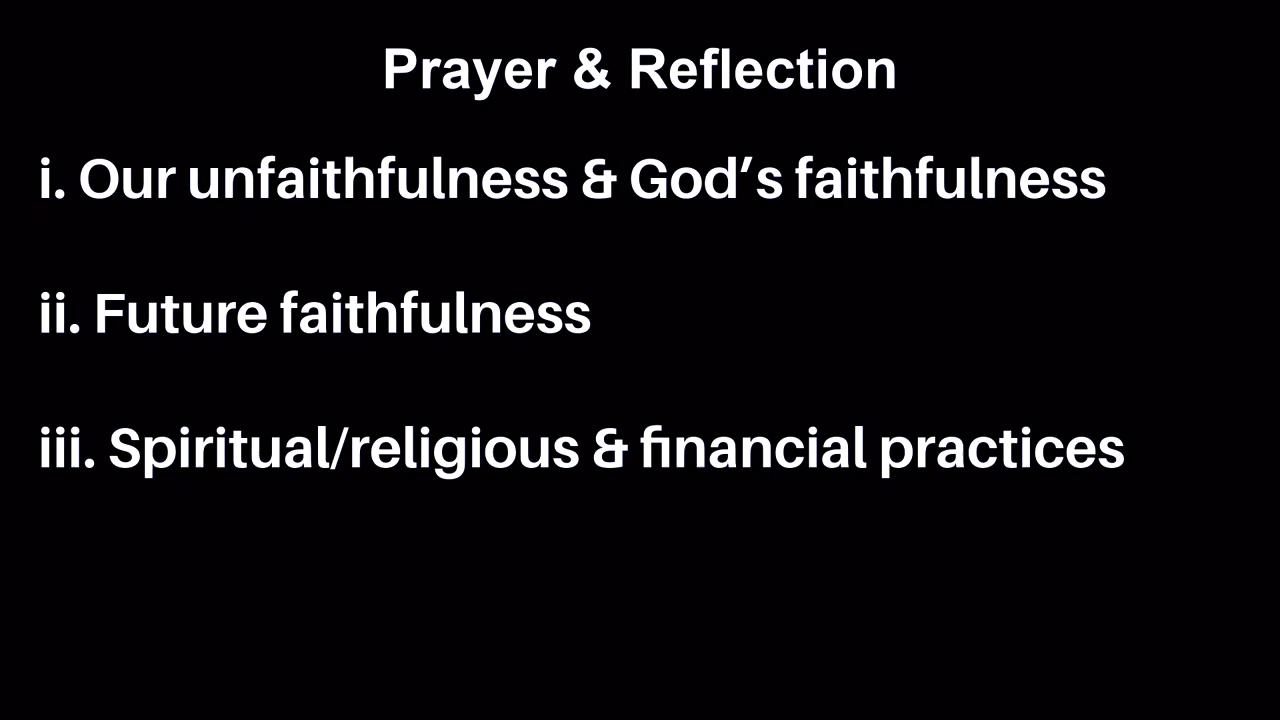 Prayer & Reflection
i. Our unfaithfulness & God’s faithfulness
ii. Future faithfulness
iii. Spiritual/religious & financial practices